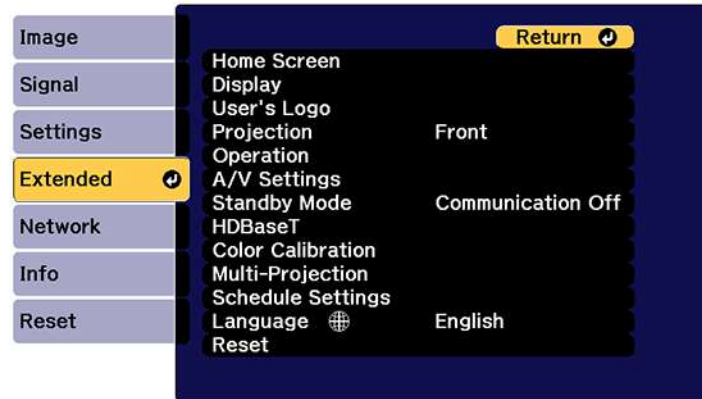 Image
Signal
Settings
Extended
Network
Info
Reset
Return
Home Screen
Display
User's Logo
Projection Front
Operation
A/V Settings
Standby Mode Communication Off
HDBaseT
Color Calibration
Multi-Projection
Schedule Settings
Language English
Reset